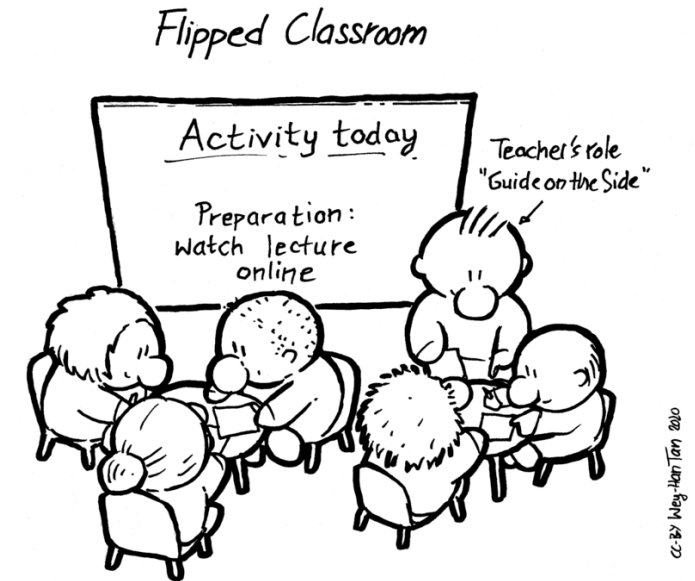 Flipped Classroom
Activity today
Preparation:
watch lecture
online
Teacher's role
"Guide on the Side"
CC-BY Wey-Han Tan 2020